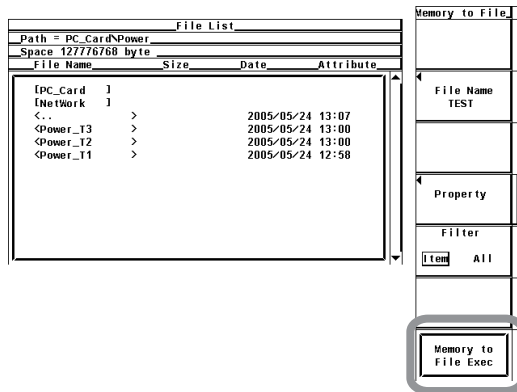 File List
Path = PC_Card\Power
Space 127776768 byte
File Name Size Date Attribute
[PC_Card ]
[NetWork ]
<.. > 2005/05/24 13:07
<Power_T3 > 2005/05/24 13:00
<Power_T2 > 2005/05/24 13:00
<Power_T1 > 2005/05/24 12:58
Memory to File
File Name
TEST
Property
Filter
Item All
Memory to
File Exec